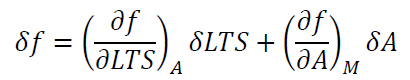 δf = (∂f/∂LTS)_A δLTS + (∂f/∂A)_M δA